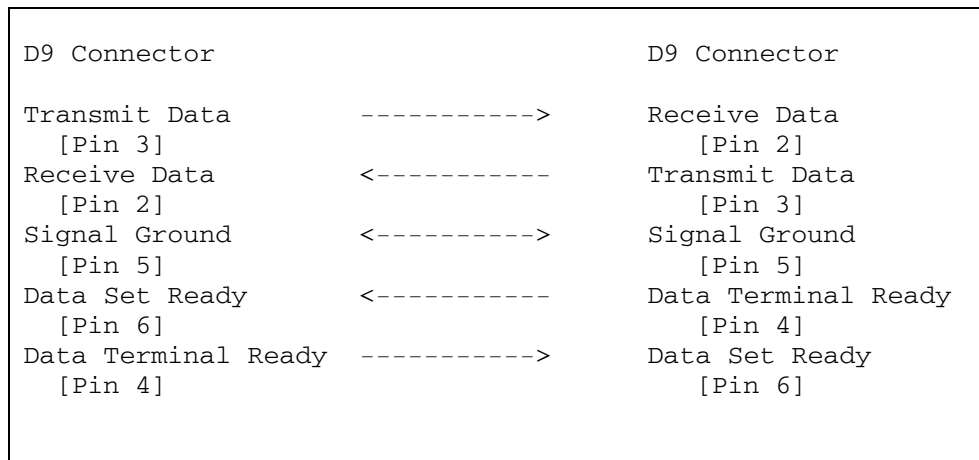 D9 Connector                            D9 Connector
Transmit Data        ----------->       Receive Data
  [Pin 3]                                 [Pin 2]
Receive Data         <-----------       Transmit Data
  [Pin 2]                                 [Pin 3]
Signal Ground        <---------->       Signal Ground
  [Pin 5]                                 [Pin 5]
Data Set Ready       <-----------       Data Terminal Ready
  [Pin 6]                                 [Pin 4]
Data Terminal Ready  ----------->       Data Set Ready
  [Pin 4]                                 [Pin 6]